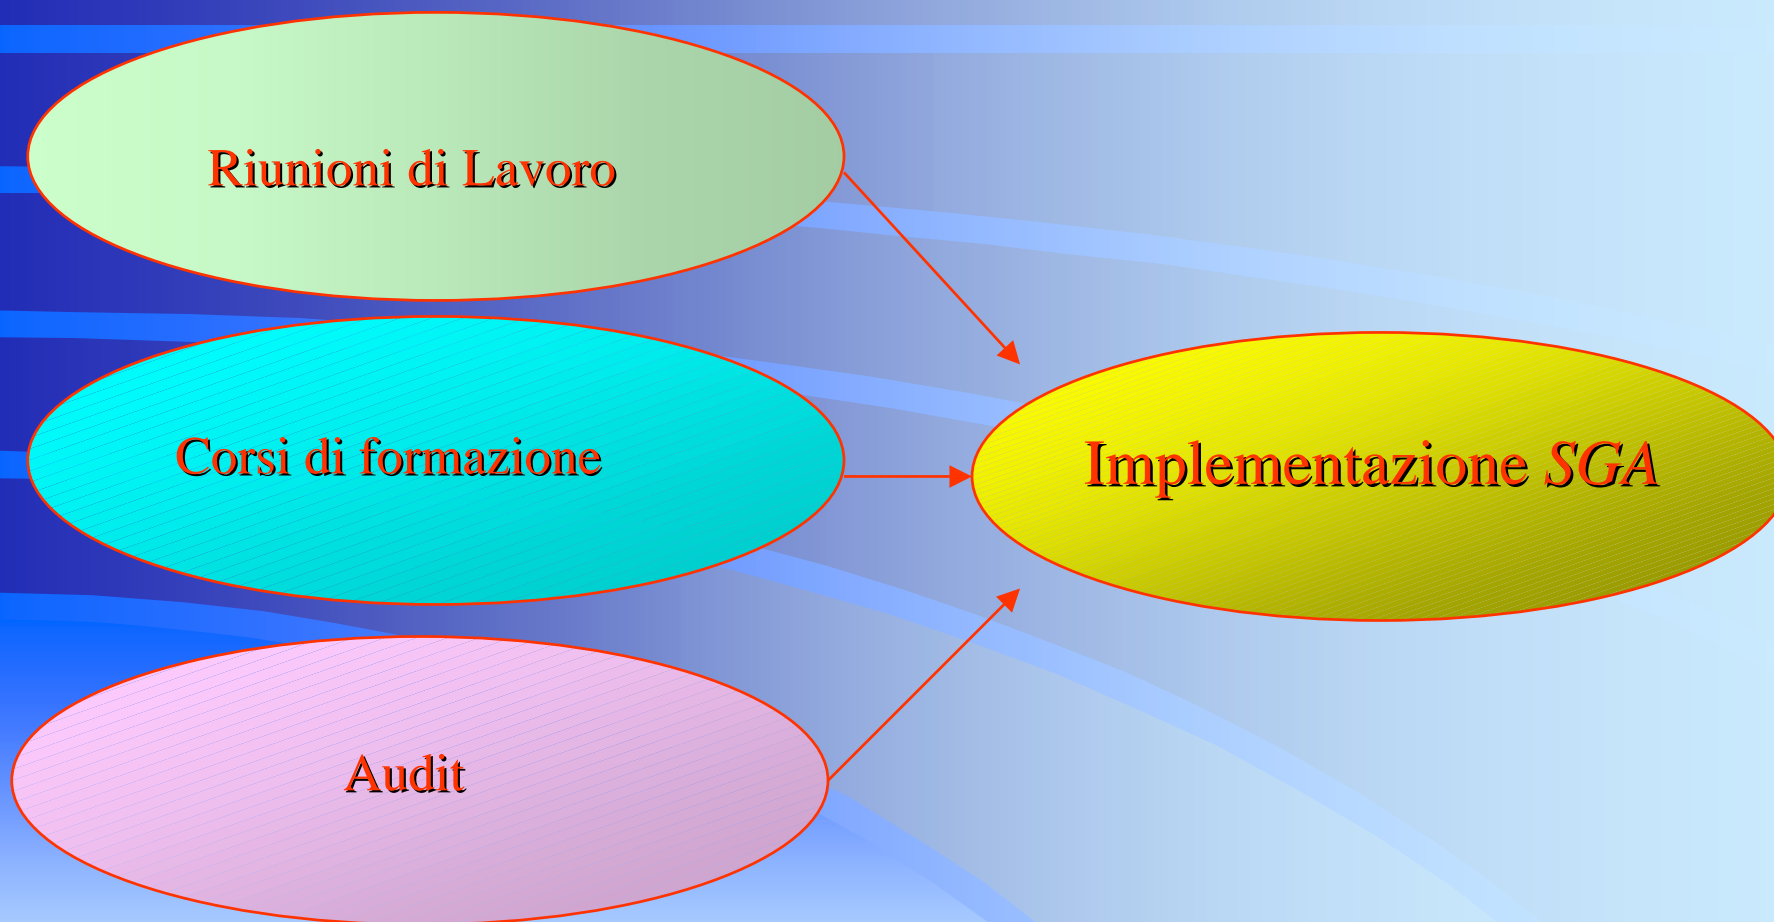 Riunioni di Lavoro
Corsi di formazione
Implementazione SGA
Audit